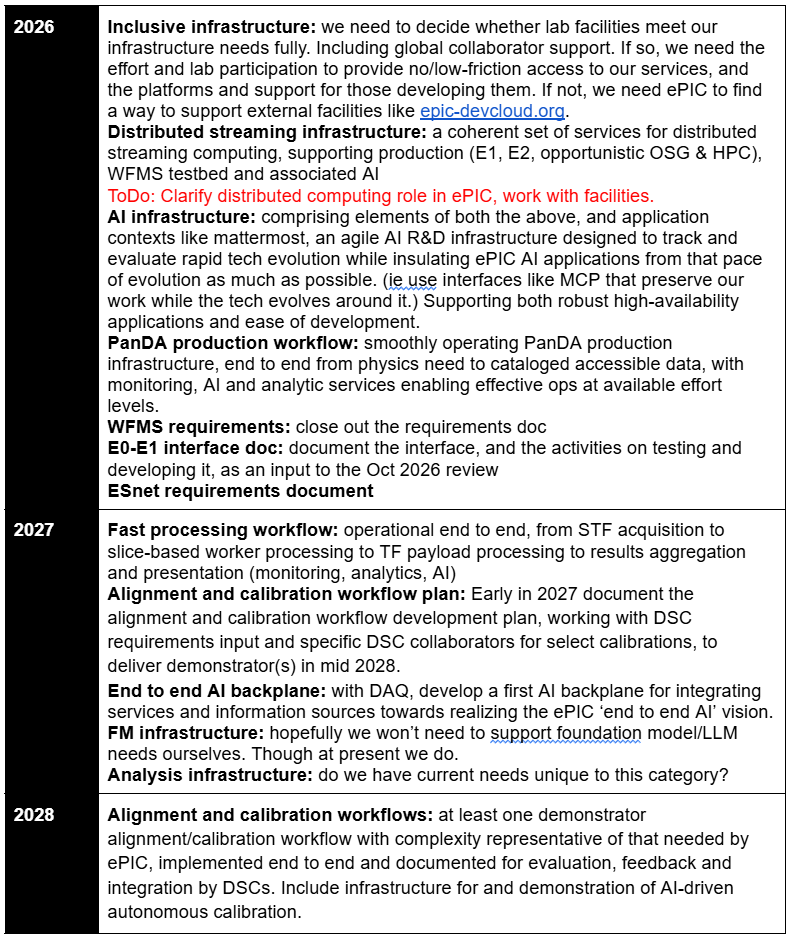 2026
Inclusive infrastructure: we need to decide whether lab facilities meet our
infrastructure needs fully. Including global collaborator support. If so, we need the
effort and lab participation to provide no/low-friction access to our services, and
the platforms and support for those developing them. If not, we need ePIC to find
a way to support external facilities like epic-devcloud.org.
Distributed streaming infrastructure: a coherent set of services for distributed
streaming computing, supporting production (E1, E2, opportunistic OSG & HPC),
WFMS testbed and associated AI
ToDo: Clarify distributed computing role in ePIC, work with facilities.
AI infrastructure: comprising elements of both the above, and application
contexts like mattermost, an agile AI R&D infrastructure designed to track and
evaluate rapid tech evolution while insulating ePIC AI applications from that pace
of evolution as much as possible. (ie use interfaces like MCP that preserve our
work while the tech evolves around it.) Supporting both robust high-availability
applications and ease of development.
PanDA production workflow: smoothly operating PanDA production
infrastructure, end to end from physics need to cataloged accessible data, with
monitoring, AI and analytic services enabling effective ops at available effort
levels.
WFMS requirements: close out the requirements doc
E0-E1 interface doc: document the interface, and the activities on testing and
developing it, as an input to the Oct 2026 review
ESnet requirements document
2027
Fast processing workflow: operational end to end, from STF acquisition to
slice-based worker processing to TF payload processing to results aggregation
and presentation (monitoring, analytics, AI)
Alignment and calibration workflow plan: Early in 2027 document the
alignment and calibration workflow development plan, working with DSC
requirements input and specific DSC collaborators for select calibrations, to
deliver demonstrator(s) in mid 2028.
End to end AI backplane: with DAQ, develop a first AI backplane for integrating
services and information sources towards realizing the ePIC ‘end to end AI’ vision.
FM infrastructure: hopefully we won’t need to support foundation model/LLM
needs ourselves. Though at present we do.
Analysis infrastructure: do we have current needs unique to this category?
2028
Alignment and calibration workflows: at least one demonstrator
alignment/calibration workflow with complexity representative of that needed by
ePIC, implemented end to end and documented for evaluation, feedback and
integration by DSCs. Include infrastructure for and demonstration of AI-driven
autonomous calibration.